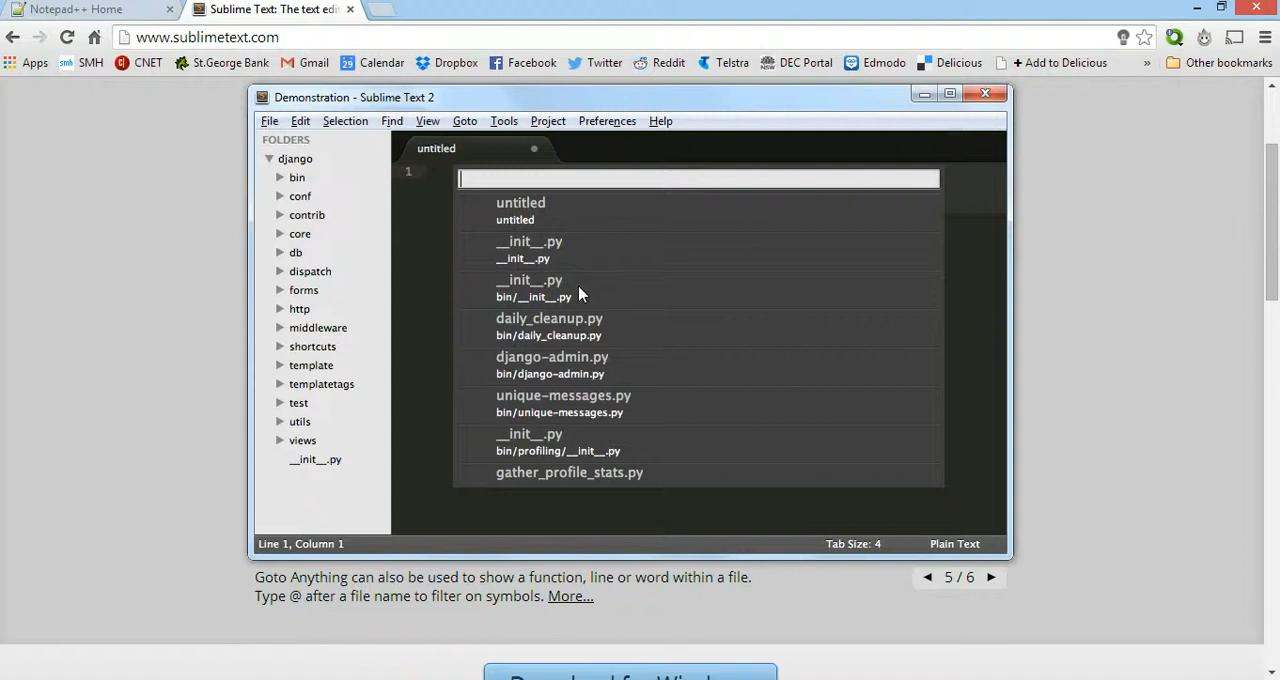 Notepad++ Home
Sublime Text: The text edi
www.sublimetext.com
Apps SMH CNET St.George Bank Gmail Calendar Dropbox Facebook Twitter Reddit Telstra DEC Portal Edmodo Delicious + Add to Delicious » Other bookmarks
Demonstration - Sublime Text 2
File Edit Selection Find View Goto Tools Project Preferences Help
FOLDERS
django
bin
conf
contrib
core
db
dispatch
forms
http
middleware
shortcuts
template
templatetags
test
utils
views
__init__.py
untitled
1
untitled
untitled
__init__.py
__init__.py
__init__.py
bin/__init__.py
daily_cleanup.py
bin/daily_cleanup.py
django-admin.py
bin/django-admin.py
unique-messages.py
bin/unique-messages.py
__init__.py
bin/profiling/__init__.py
gather_profile_stats.py
Line 1, Column 1
Tab Size: 4
Plain Text
Goto Anything can also be used to show a function, line or word within a file.
Type @ after a file name to filter on symbols. More...
5 / 6
Download for Windows